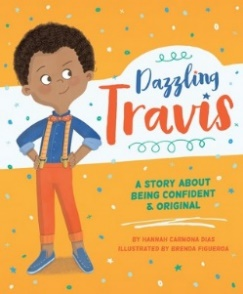 Dazzling
Travis
A STORY ABOUT
BEING CONFIDENT
& ORIGINAL
BY HANNAH CARMONA DIAS
ILLUSTRATED BY BRENDA FIGUEROA